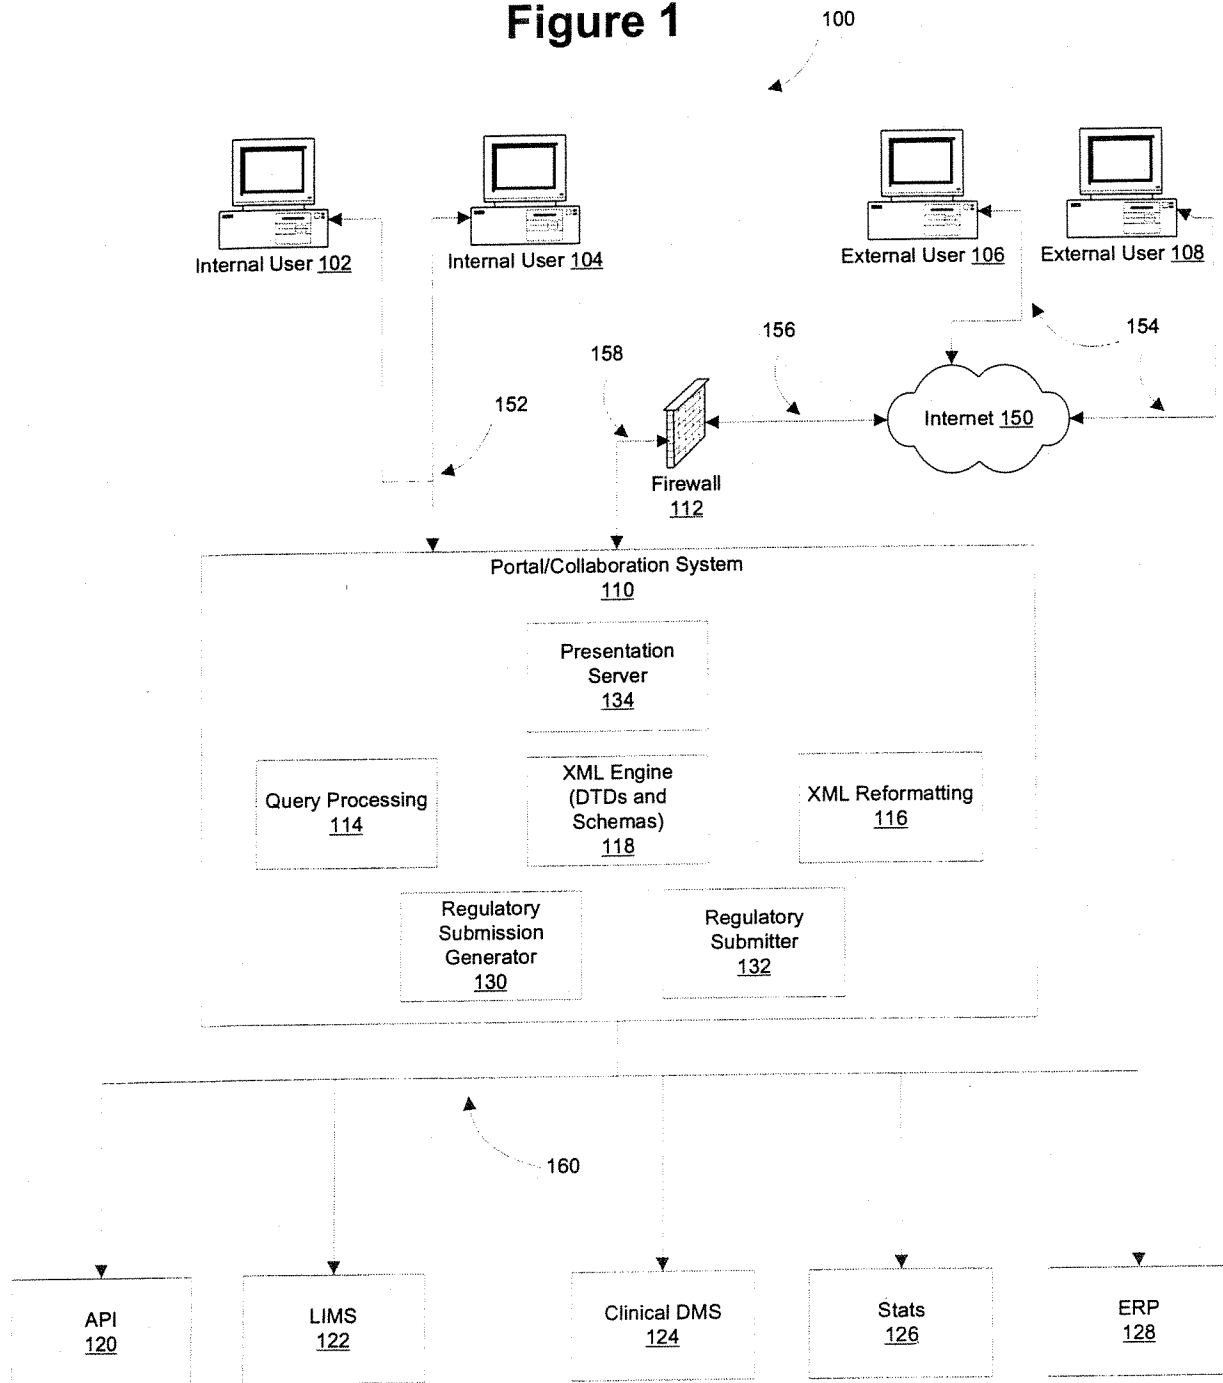 Figure 1
100
Internal User 102
Internal User 104
External User 106
External User 108
156
154
158
152
Internet 150
Firewall
112
Portal/Collaboration System
110
Presentation
Server
134
Query Processing
114
XML Engine
(DTDs and
Schemas)
118
XML Reformatting
116
Regulatory
Submission
Generator
130
Regulatory
Submitter
132
160
API
120
LIMS
122
Clinical DMS
124
Stats
126
ERP
128